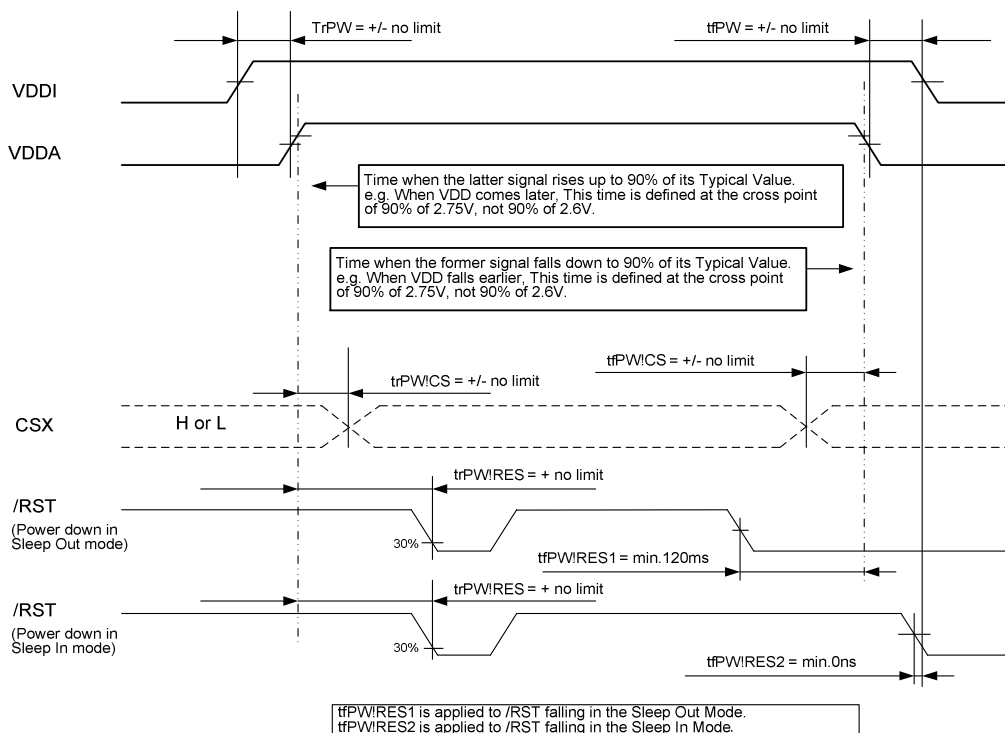 TrPW = +/- no limit
tfPW = +/- no limit
VDDI
VDDA
Time when the latter signal rises up to 90% of its Typical Value.
e.g. When VDD comes later, This time is defined at the cross point
of 90% of 2.75V, not 90% of 2.6V.
Time when the former signal falls down to 90% of its Typical Value.
e.g. When VDD falls earlier, This time is defined at the cross point
of 90% of 2.75V, not 90% of 2.6V.
tfPW!CS = +/- no limit
trPW!CS = +/- no limit
CSX
H or L
trPW!RES = + no limit
/RST
(Power down in
Sleep Out mode)
30%
tfPW!RES1 = min.120ms
trPW!RES = + no limit
/RST
(Power down in
Sleep In mode)
30%
tfPW!RES2 = min.0ns
tfPW!RES1 is applied to /RST falling in the Sleep Out Mode.
tfPW!RES2 is applied to /RST falling in the Sleep In Mode.